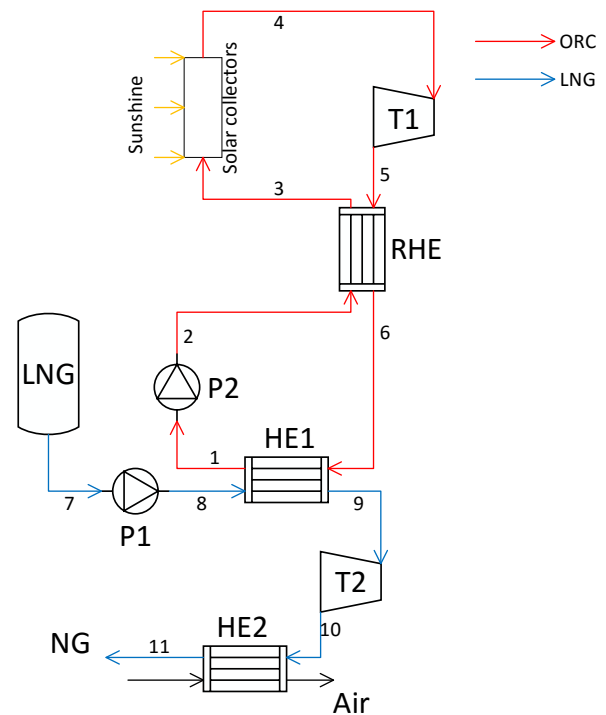 4
ORC
LNG
Sunshine
Solar collectors
T1
5
3
RHE
2
6
LNG
P2
HE1
1
7
8
9
P1
T2
10
HE2
NG
11
Air